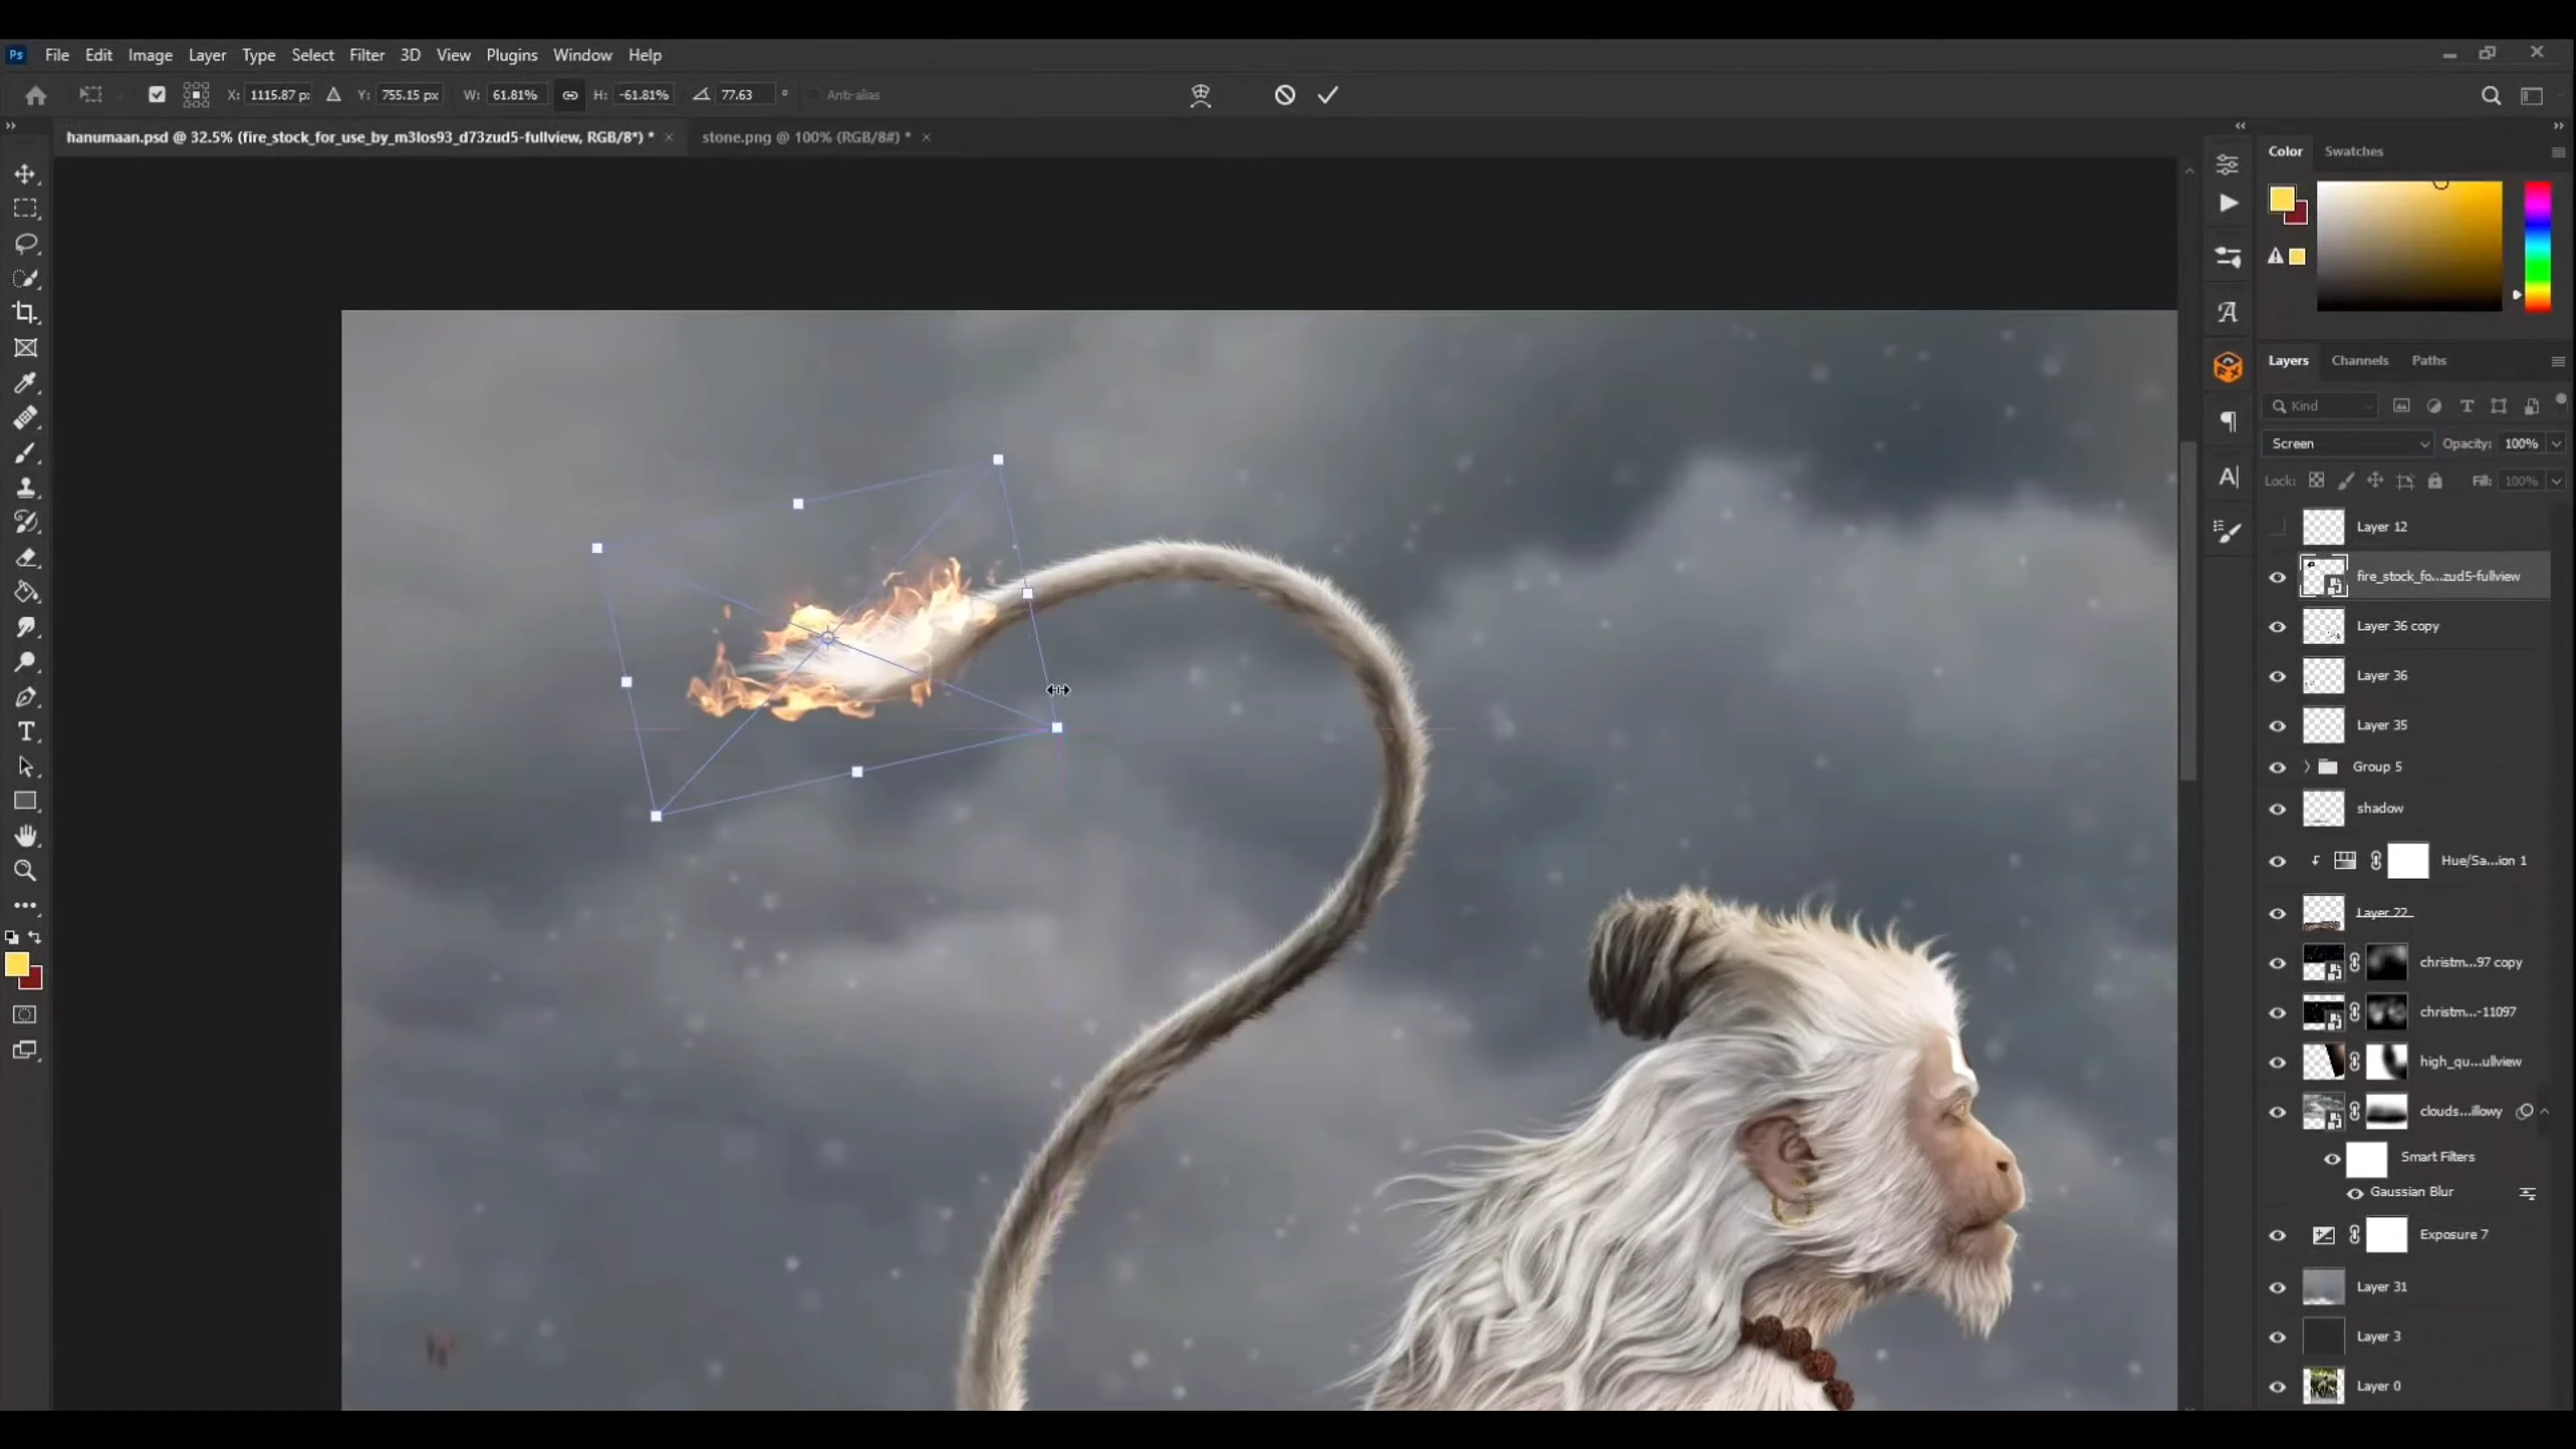 Ps File Edit Image Layer Type Select Filter 3D View Plugins Window Help
X: 1115.87 p: Y: 755.15 px W: 61.81% H: -61.81% 77.63 ° Anti-alias
hanumaan.psd @ 32.5% (fire_stock_for_use_by_m3los93_d73zud5-fullview, RGB/8*) * × stone.png @ 100% (RGB/8#) * ×
Color Swatches
Layers Channels Paths
Kind
Screen Opacity: 100%
Lock: Fill: 100%
Layer 12
fire_stock_fo...zud5-fullview
Layer 36 copy
Layer 36
Layer 35
Group 5
shadow
Hue/Sa...ion 1
Layer 22
christm...97 copy
christm...-11097
high_qu...ullview
clouds...illowy
Smart Filters
Gaussian Blur
Exposure 7
Layer 31
Layer 3
Layer 0